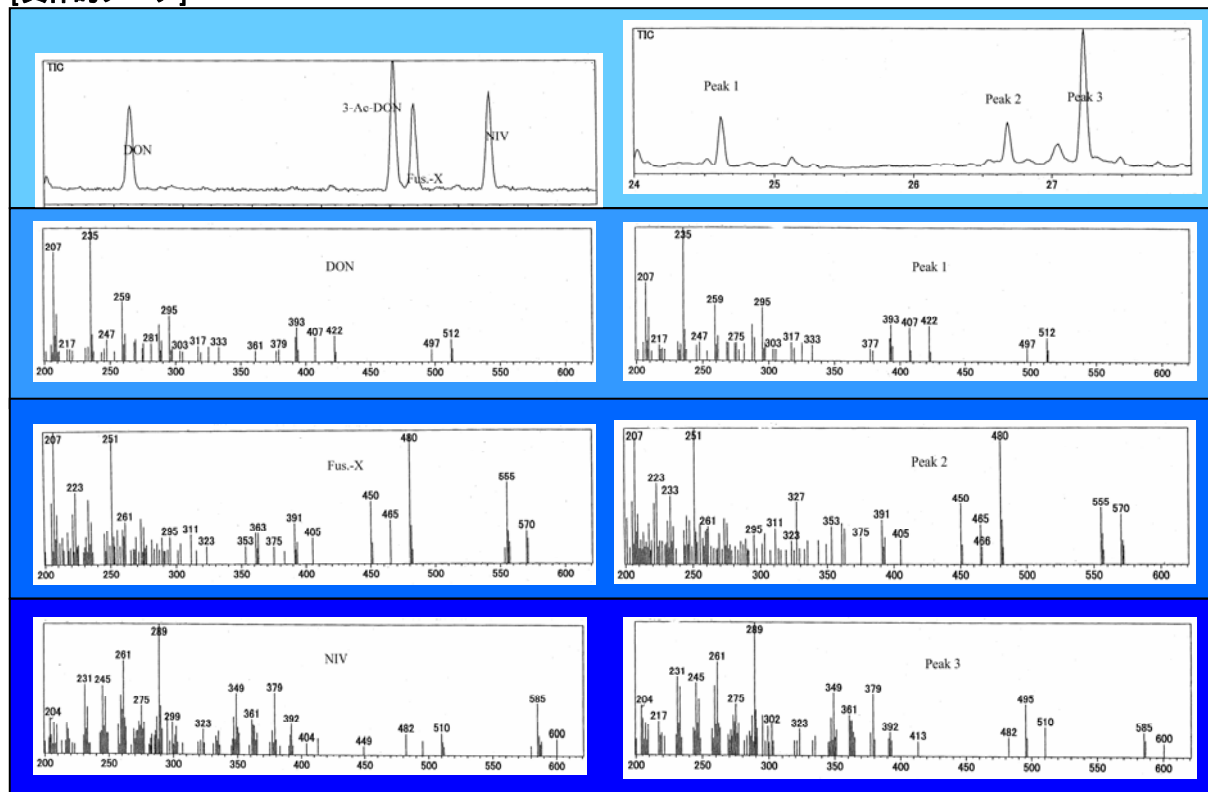 TIC
3-Ac-DON
DON
Fus.-X
NIV
TIC
Peak 1
Peak 2
Peak 3
24 25 26 27
DON
207 217 235 247 259 281 295 303 317 333 361 379 393 407 422 497 512
200 250 300 350 400 450 500 550 600
Peak 1
207 217 235 247 259 275 295 303 317 333 377 393 407 422 497 512
200 250 300 350 400 450 500 550 600
Fus.-X
207 223 251 261 295 311 323 353 363 375 391 405 450 465 480 555 570
200 250 300 350 400 450 500 550 600
Peak 2
207 223 233 251 261 295 311 323 327 353 375 391 405 450 465 466 480 555 570
200 250 300 350 400 450 500 550 600
NIV
204 231 245 261 275 289 299 323 349 361 379 392 404 449 482 510 585 600
200 250 300 350 400 450 500 550 600
Peak 3
204 217 231 245 261 275 289 302 323 349 361 379 392 413 482 495 510 585 600
200 250 300 350 400 450 500 550 600